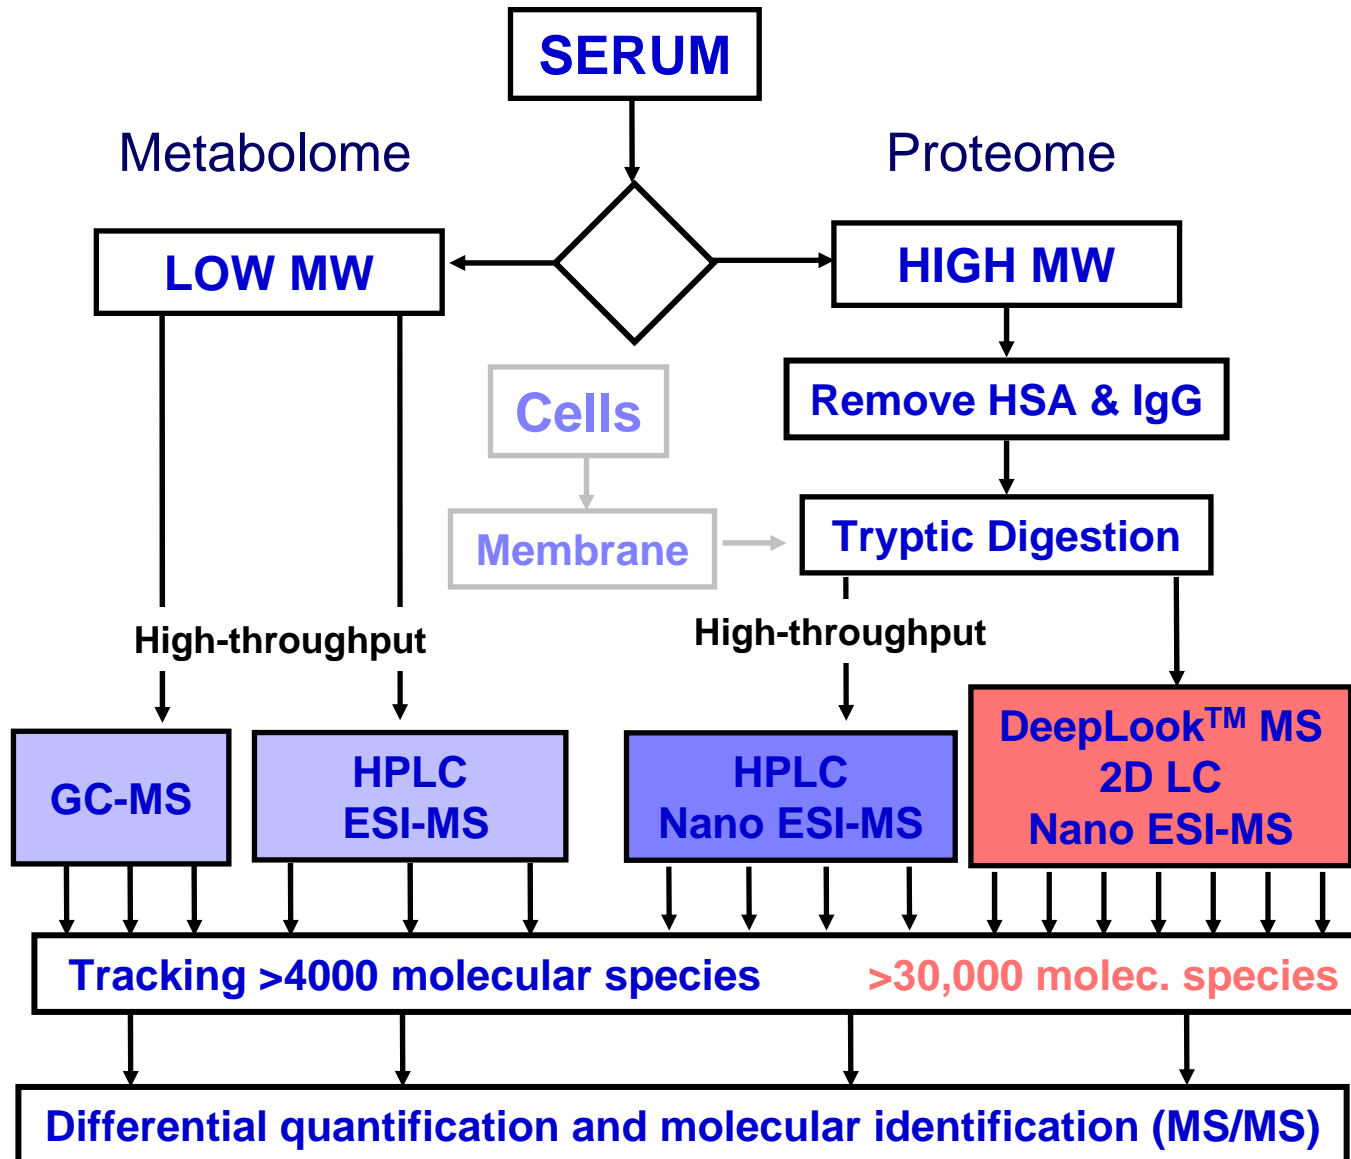 SERUM
Metabolome
Proteome
LOW MW
HIGH MW
Remove HSA & IgG
Cells
Membrane
Tryptic Digestion
High-throughput
High-throughput
GC-MS
HPLC
ESI-MS
HPLC
Nano ESI-MS
DeepLook™ MS
2D LC
Nano ESI-MS
Tracking >4000 molecular species
>30,000 molec. species
Differential quantification and molecular identification (MS/MS)